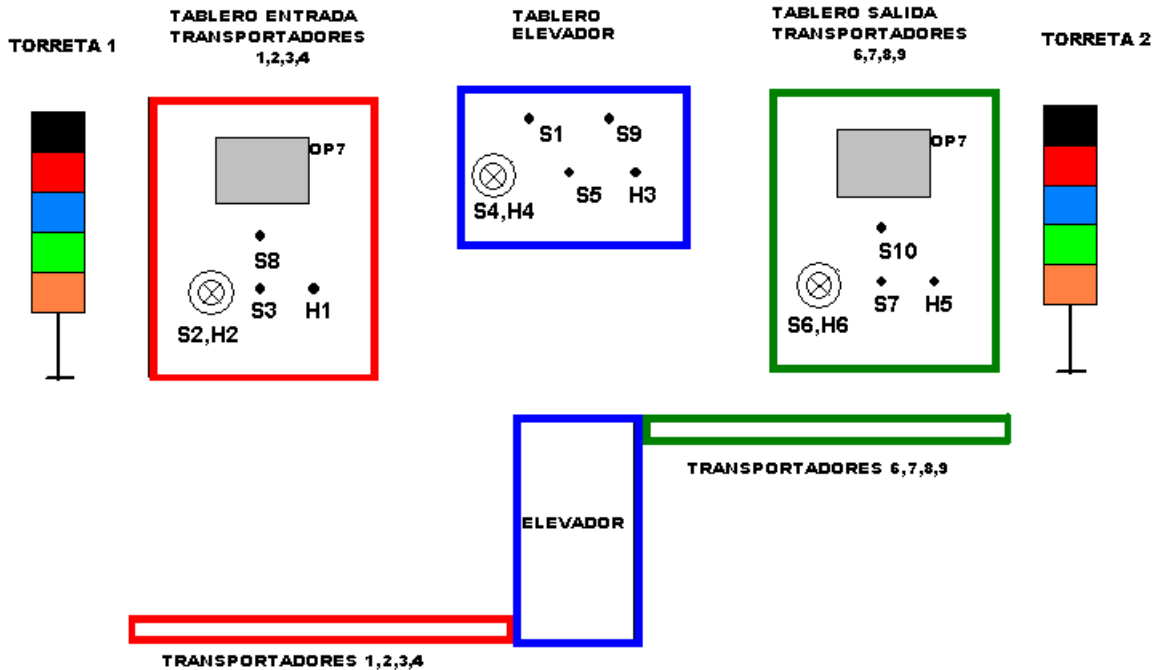 TORRETA 1
TABLERO ENTRADA
TRANSPORTADORES
1,2,3,4
TABLERO
ELEVADOR
TABLERO SALIDA
TRANSPORTADORES
6,7,8,9
TORRETA 2
OP7
S8
S3
H1
S2,H2
S1
S9
S5
H3
S4,H4
OP7
S10
S7
H5
S6,H6
TRANSPORTADORES 6,7,8,9
ELEVADOR
TRANSPORTADORES 1,2,3,4